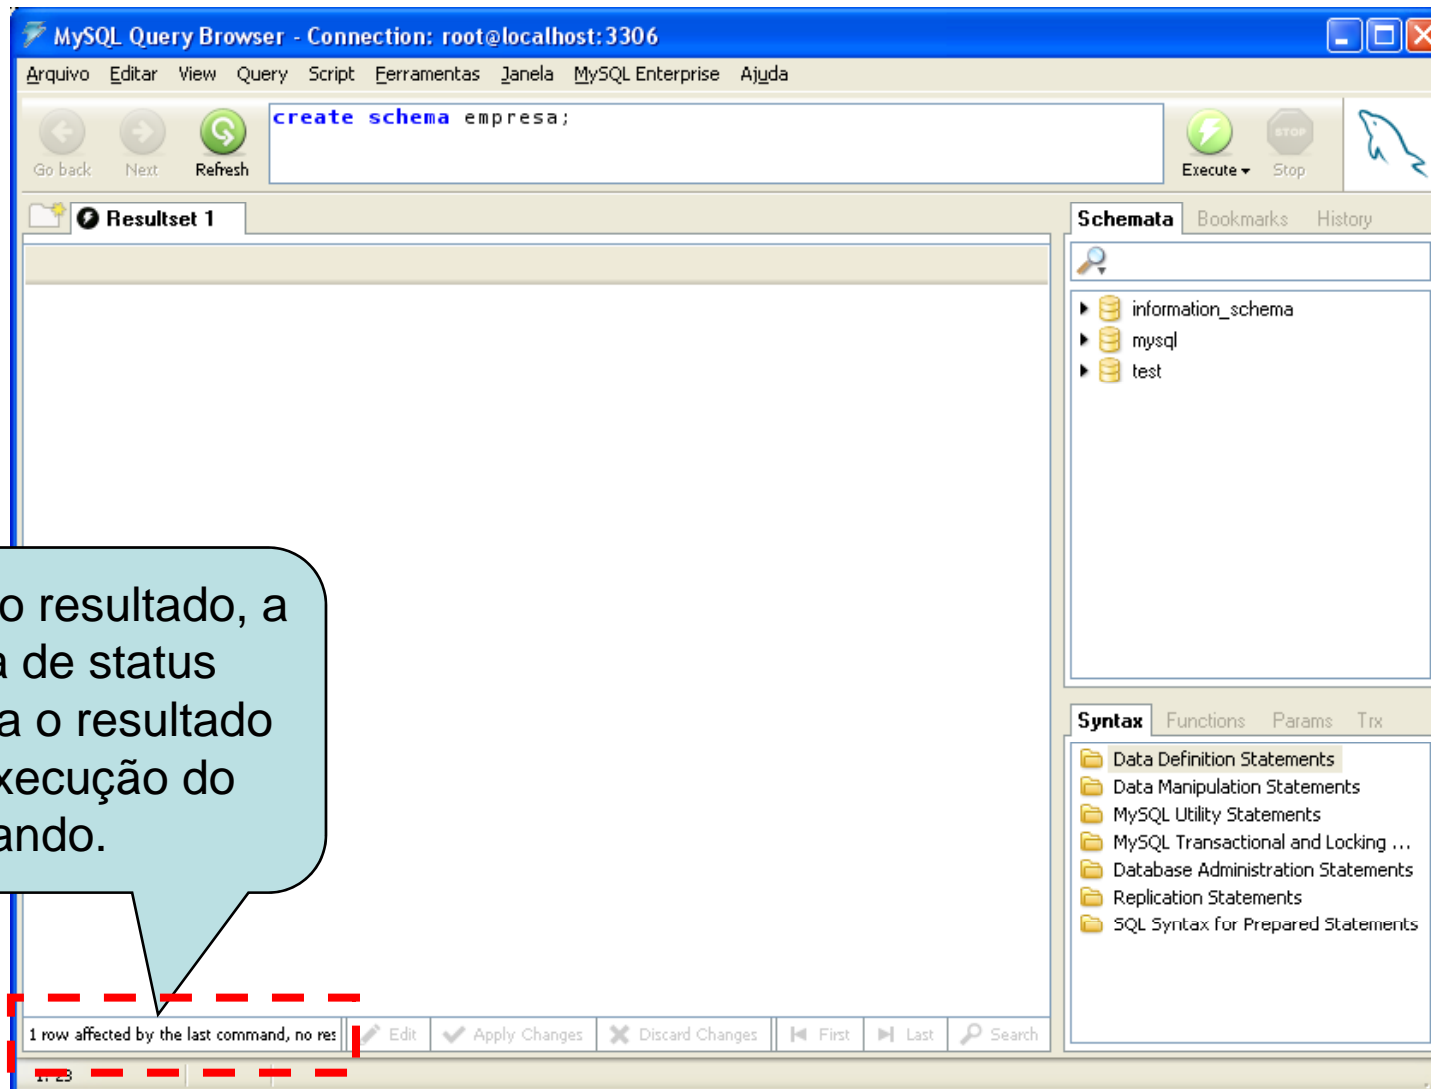 MySQL Query Browser - Connection: root@localhost:3306
Arquivo Editar View Query Script Ferramentas Janela MySQL Enterprise Ajuda
create schema empresa;
Go back Next Refresh
Execute STOP Stop
Resultset 1
Schemata Bookmarks History
information_schema
mysql
test
o resultado, a
a de status
a o resultado
xecução do
ando.
Syntax Functions Params Trx
Data Definition Statements
Data Manipulation Statements
MySQL Utility Statements
MySQL Transactional and Locking ...
Database Administration Statements
Replication Statements
SQL Syntax for Prepared Statements
1 row affected by the last command, no res
Edit Apply Changes Discard Changes First Last Search
1: 23